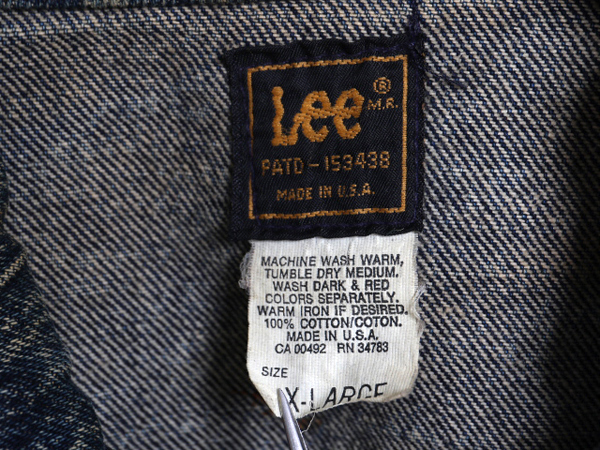 Lee ® M.R.
PATD-153438
MADE IN U.S.A.
MACHINE WASH WARM,
TUMBLE DRY MEDIUM.
WASH DARK & RED
COLORS SEPARATELY.
WARM IRON IF DESIRED.
100% COTTON/COTON.
MADE IN U.S.A.
CA 00492 RN 34783
SIZE
X-LARGE